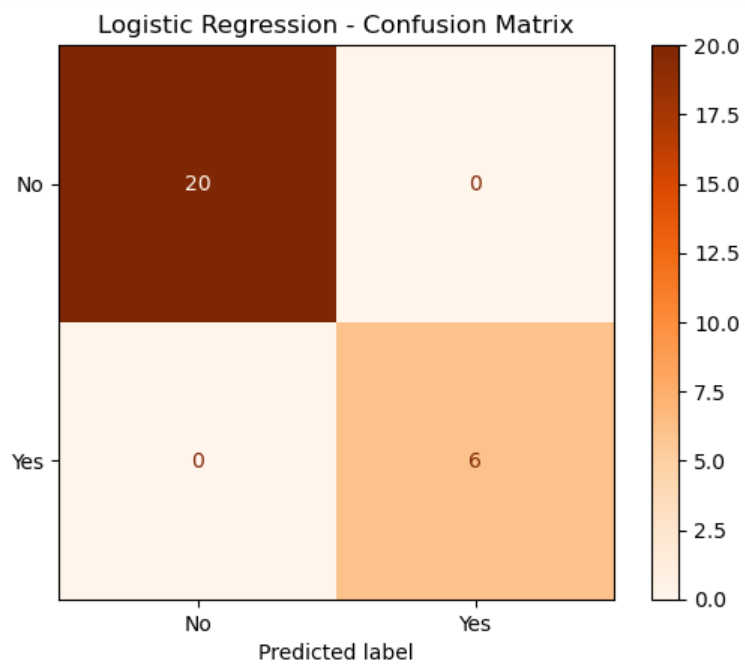 Logistic Regression - Confusion Matrix
No
20
0
Yes
0
6
No
Yes
Predicted label
20.0
17.5
15.0
12.5
10.0
7.5
5.0
2.5
0.0